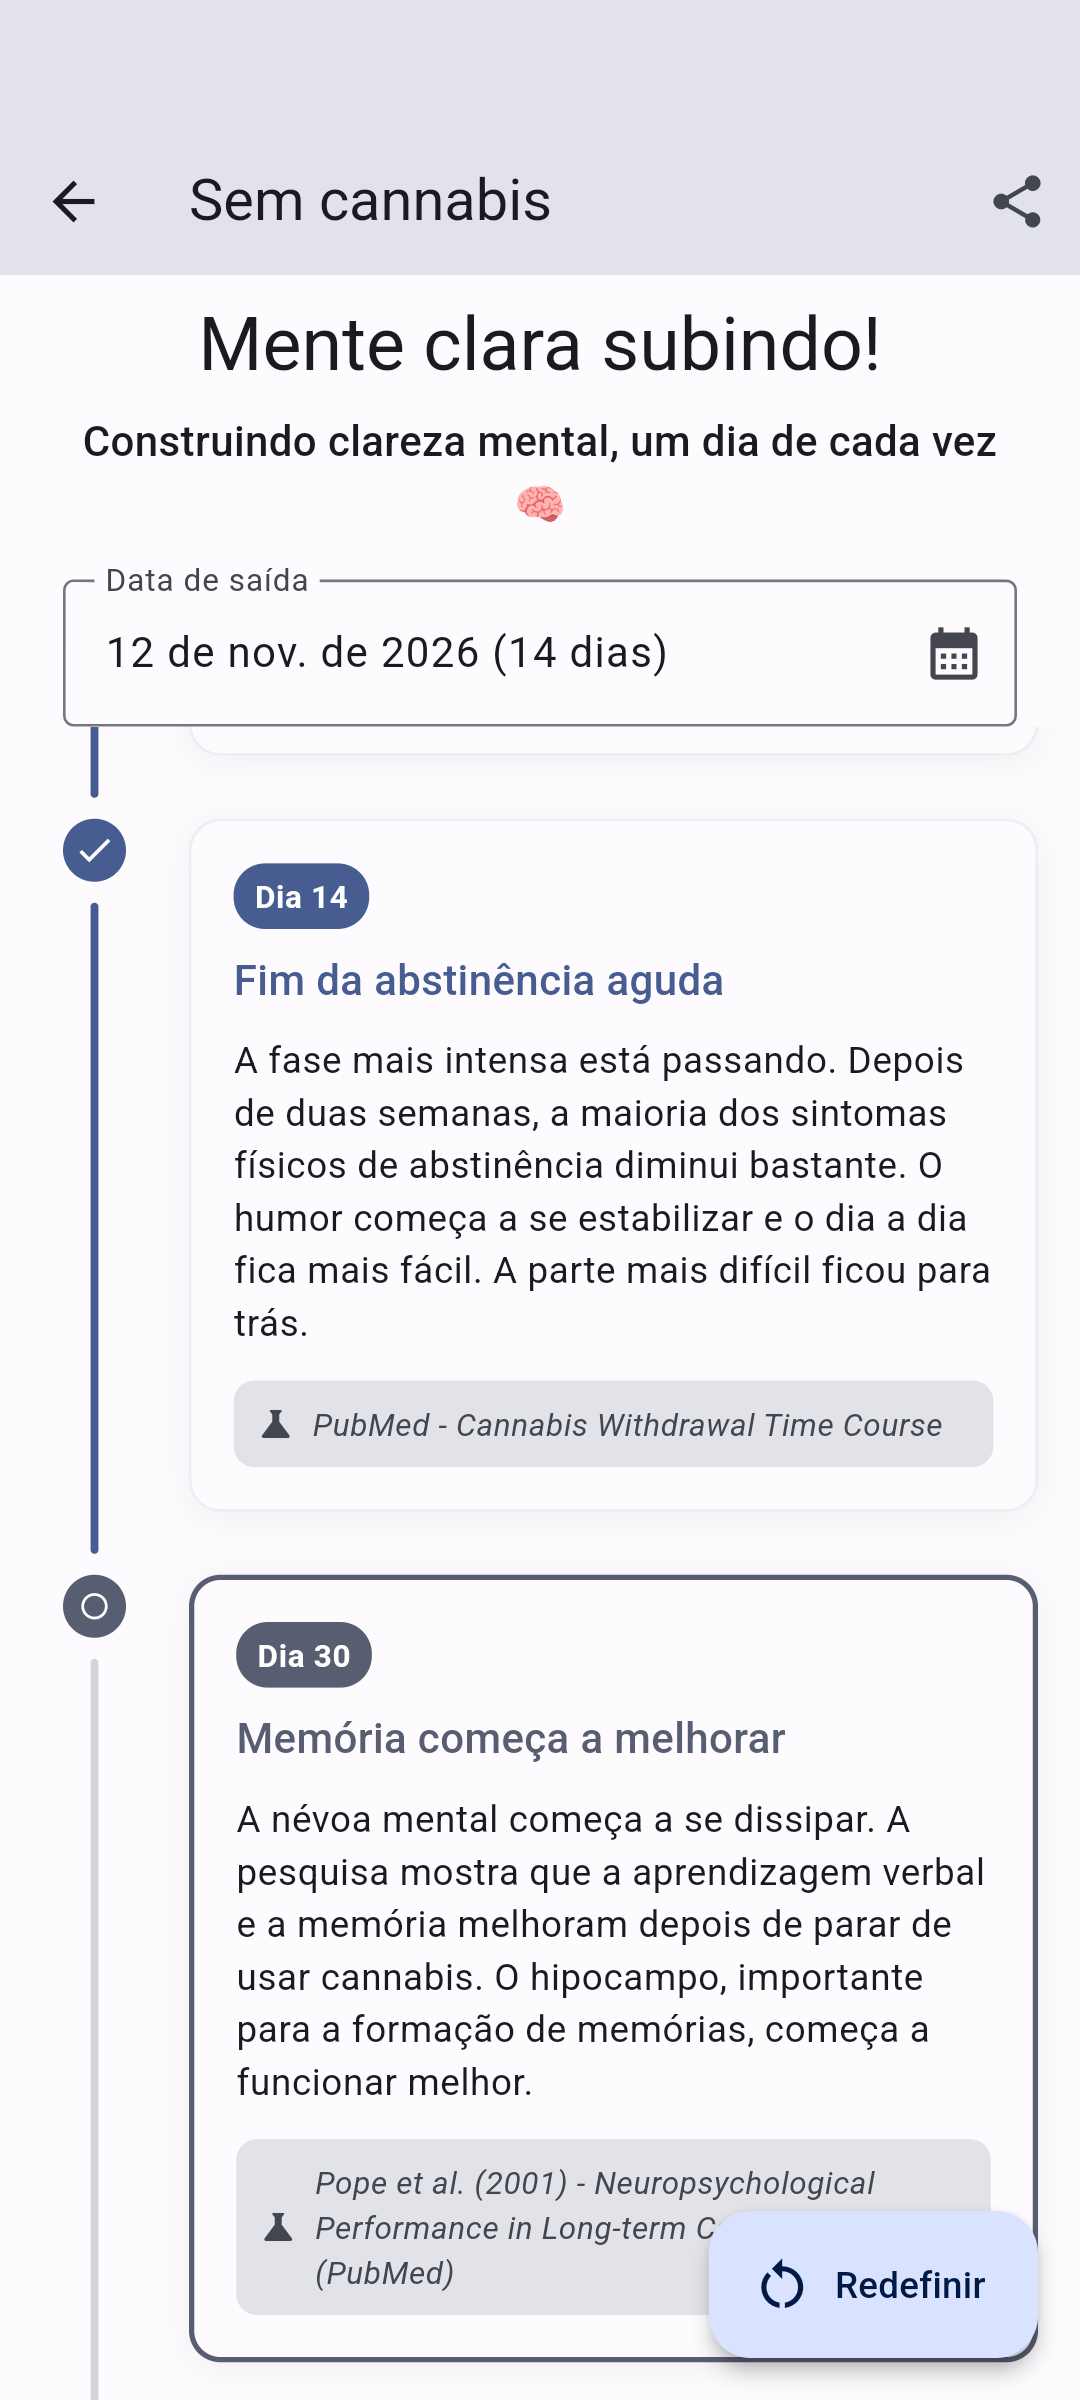 Sem cannabis
Mente clara subindo!
Construindo clareza mental, um dia de cada vez
🧠
Data de saída
12 de nov. de 2026 (14 dias)
Dia 14
Fim da abstinência aguda
A fase mais intensa está passando. Depois
de duas semanas, a maioria dos sintomas
físicos de abstinência diminui bastante. O
humor começa a se estabilizar e o dia a dia
fica mais fácil. A parte mais difícil ficou para
trás.
PubMed - Cannabis Withdrawal Time Course
Dia 30
Memória começa a melhorar
A névoa mental começa a se dissipar. A
pesquisa mostra que a aprendizagem verbal
e a memória melhoram depois de parar de
usar cannabis. O hipocampo, importante
para a formação de memórias, começa a
funcionar melhor.
Pope et al. (2001) - Neuropsychological
Performance in Long-term
(PubMed)
Redefinir